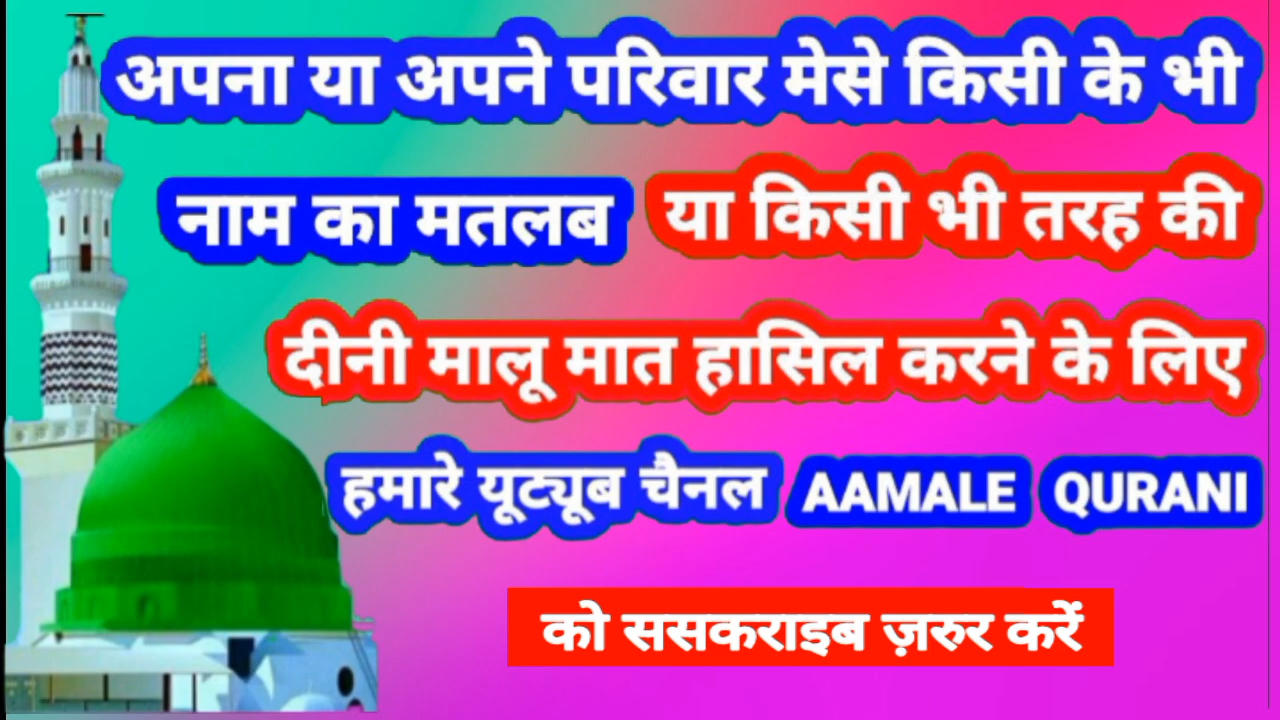 अपना या अपने परिवार मेसे किसी के भी
नाम का मतलब या किसी भी तरह की
दीनी मालू मात हासिल करने के लिए
हमारे यूट्यूब चैनल AAMALE QURANI
को ससकराइब ज़रुर करें